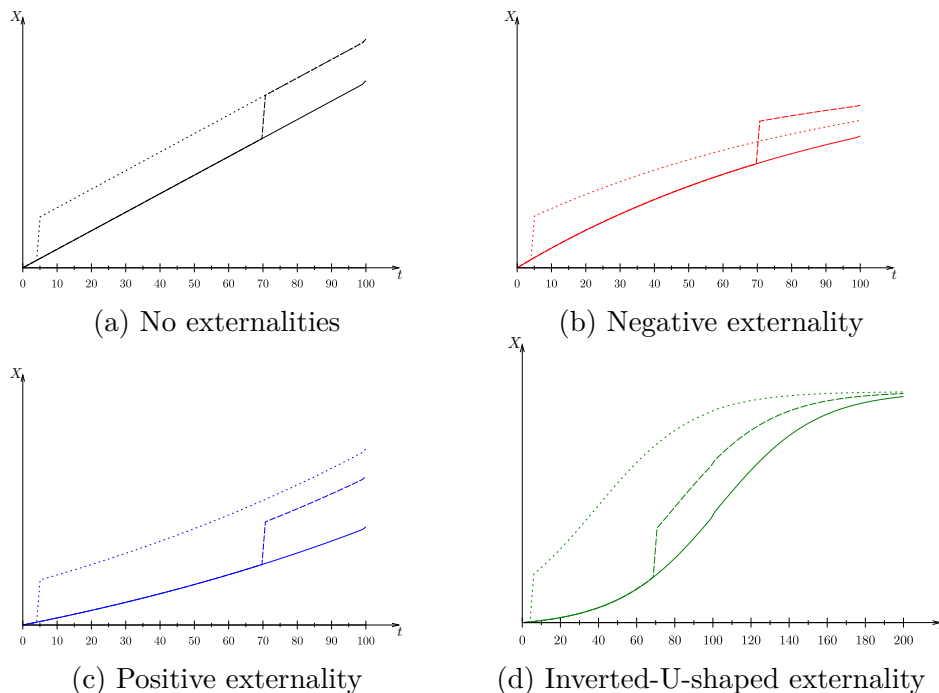 X
t
0 10 20 30 40 50 60 70 80 90 100
(a) No externalities
X
t
0 10 20 30 40 50 60 70 80 90 100
(b) Negative externality
X
t
0 10 20 30 40 50 60 70 80 90 100
(c) Positive externality
X
0 20 40 60 80 100 120 140 160 180 200
(d) Inverted-U-shaped externality